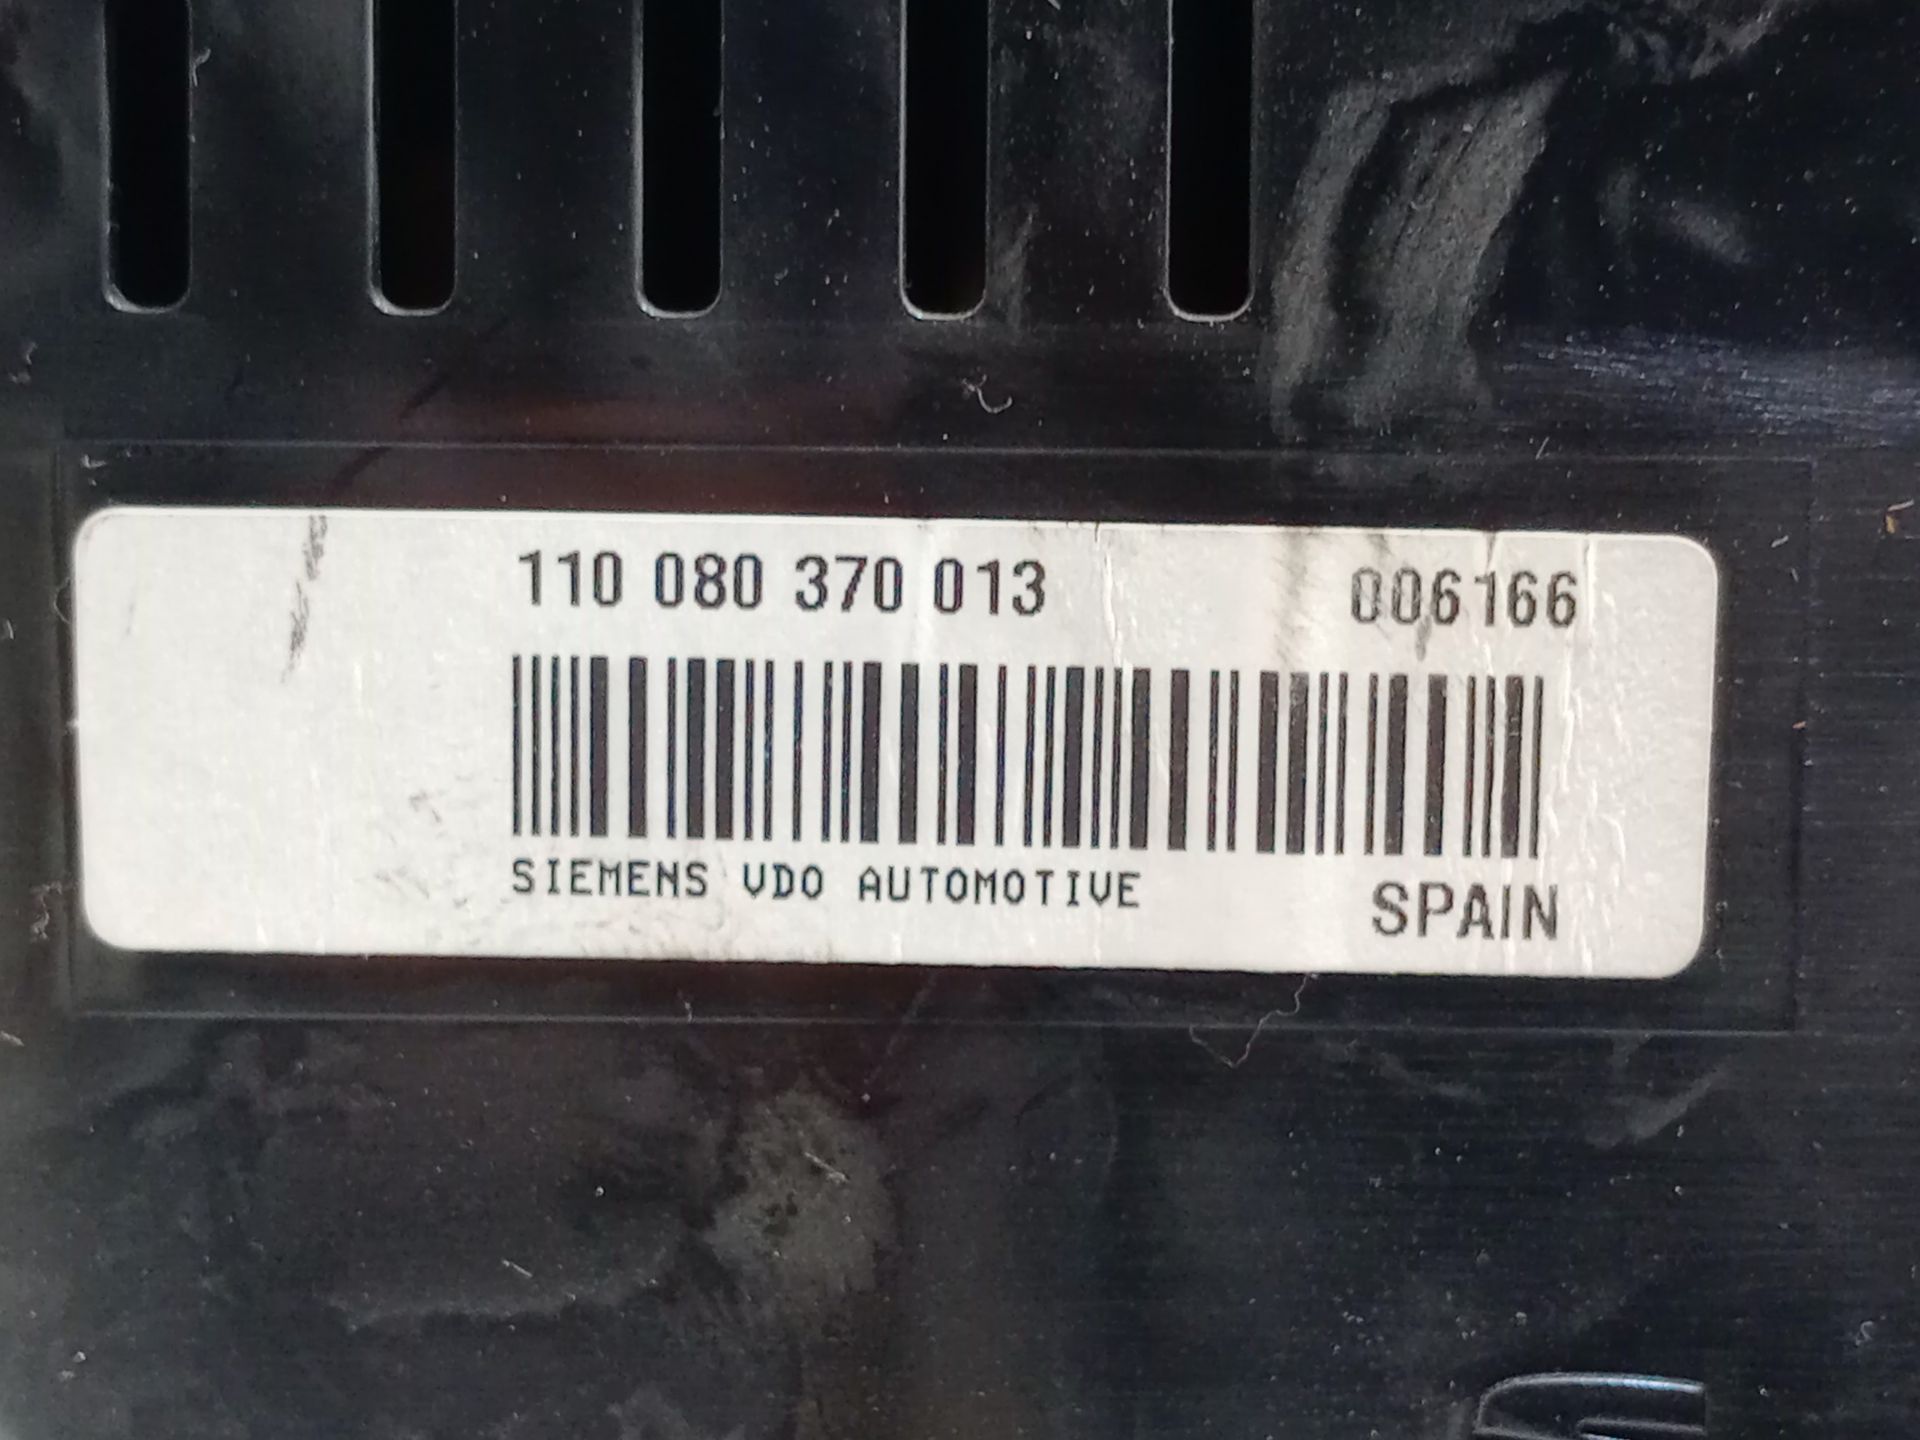 110 080 370 013 006166
SIEMENS VDO AUTOMOTIVE SPAIN